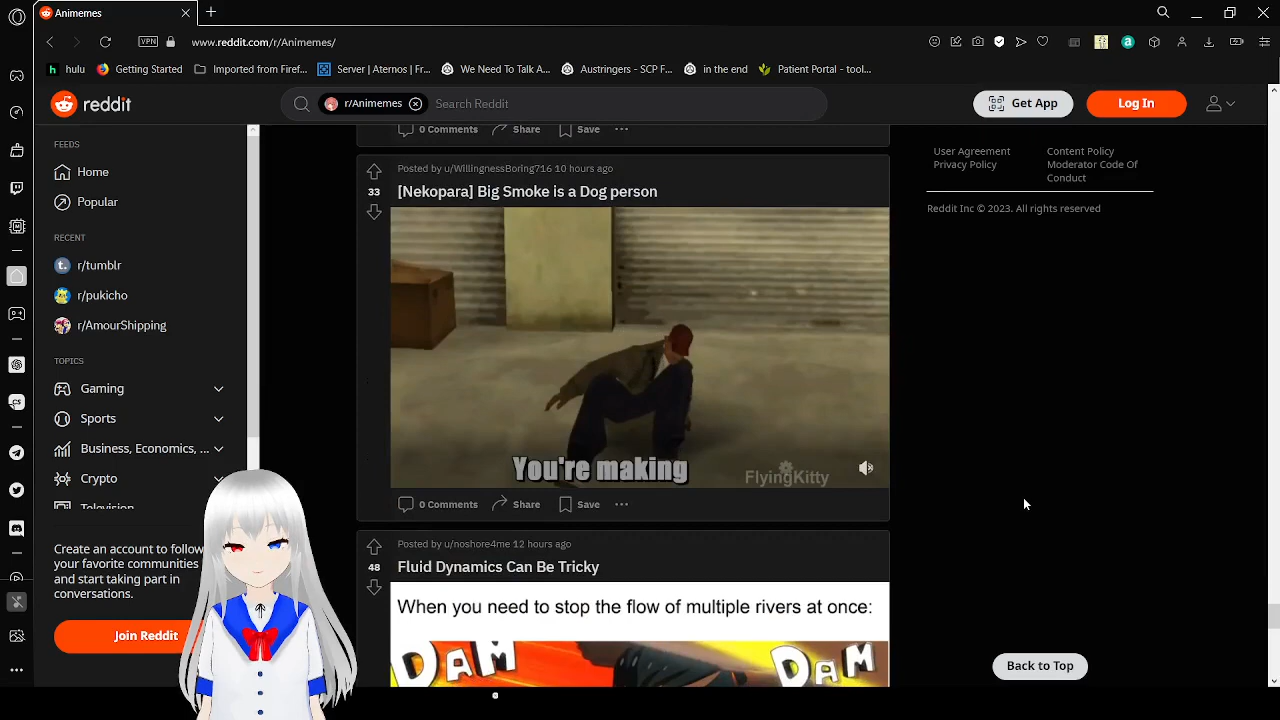 Animemes
VPN
www.reddit.com/r/Animemes/
hulu
Getting Started
Imported from Firef...
Server | Aternos | Fr...
We Need To Talk A...
Austringers - SCP F...
in the end
Patient Portal - tool...
reddit
r/Animemes
Search Reddit
Get App
Log In
FEEDS
Home
Popular
RECENT
r/tumblr
r/pukicho
r/AmourShipping
TOPICS
Gaming
Sports
Business, Economics, ...
Crypto
Television
Create an account to follow
your favorite communities
and start taking part in
conversations.
Join Reddit
0 Comments
Share
Save
Posted by u/WillingnessBoring716 10 hours ago
33
[Nekopara] Big Smoke is a Dog person
You're making
FlyingKitty
0 Comments
Share
Save
Posted by u/noshore4me 12 hours ago
48
Fluid Dynamics Can Be Tricky
When you need to stop the flow of multiple rivers at once:
DAM
DAM
User Agreement
Privacy Policy
Content Policy
Moderator Code Of
Conduct
Reddit Inc © 2023. All rights reserved
Back to Top